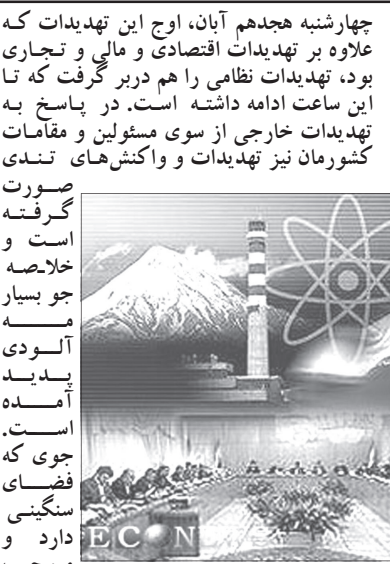 چهارشنبه هجدهم آبان، اوج این تهدیدات که
علاوه بر تهدیدات اقتصادی و مالی و تجاری
بود، تهدیدات نظامی را هم دربر گرفت که تا
این ساعت ادامه داشته است. در پاسخ به
تهدیدات خارجی از سوی مسئولین و مقامات
کشورمان نیز تهدیدات و واکنش‌های تندی
صورت
گرفته
است و
خلاصه
جو بسیار
مه
آلودی
پدید
آمده
است.
جوی که
فضای
سنگینی
دارد و
ECON